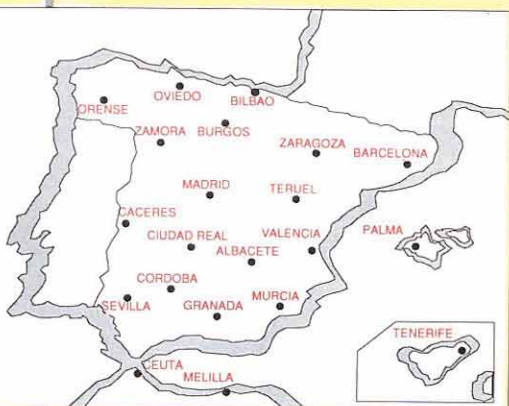 OVIEDO
BILBAO
ORENSE
ZAMORA
BURGOS
ZARAGOZA
BARCELONA
MADRID
TERUEL
CACERES
CIUDAD REAL
VALENCIA
PALMA
ALBACETE
CORDOBA
SEVILLA
GRANADA
MURCIA
TENERIFE
CEUTA
MELILLA